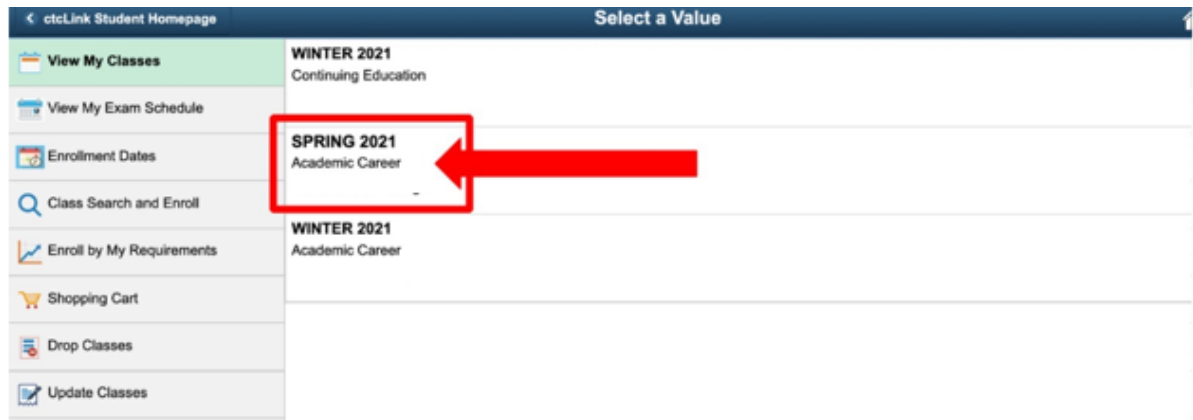 ctcLink Student Homepage
Select a Value
View My Classes
View My Exam Schedule
Enrollment Dates
Class Search and Enroll
Enroll by My Requirements
Shopping Cart
Drop Classes
Update Classes
WINTER 2021
Continuing Education
SPRING 2021
Academic Career
WINTER 2021
Academic Career